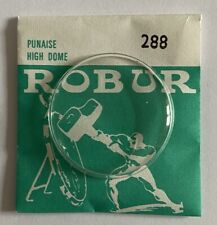 PUNAISE
HIGH DOME
288
ROBUR